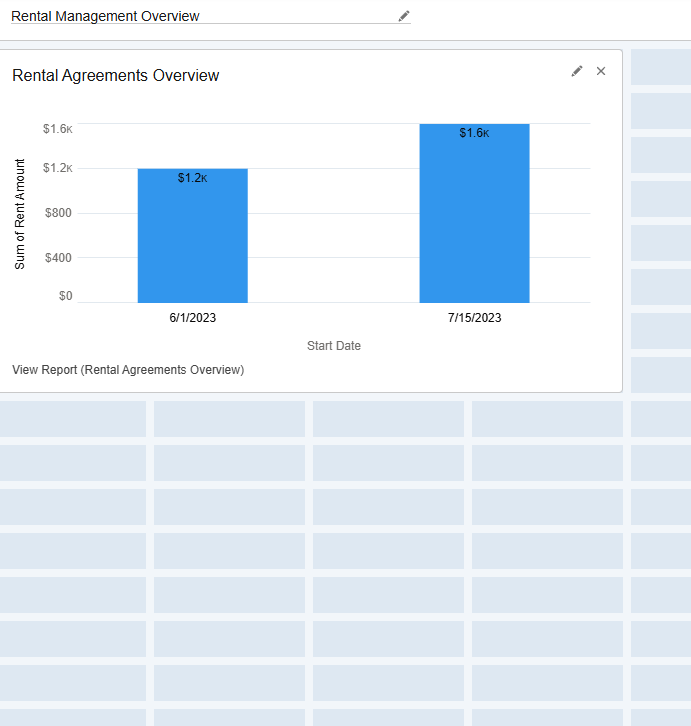 Rental Management Overview
Rental Agreements Overview
Sum of Rent Amount
$1.6K
$1.2K
$800
$400
$0
$1.2K
$1.6K
6/1/2023
7/15/2023
Start Date
View Report (Rental Agreements Overview)